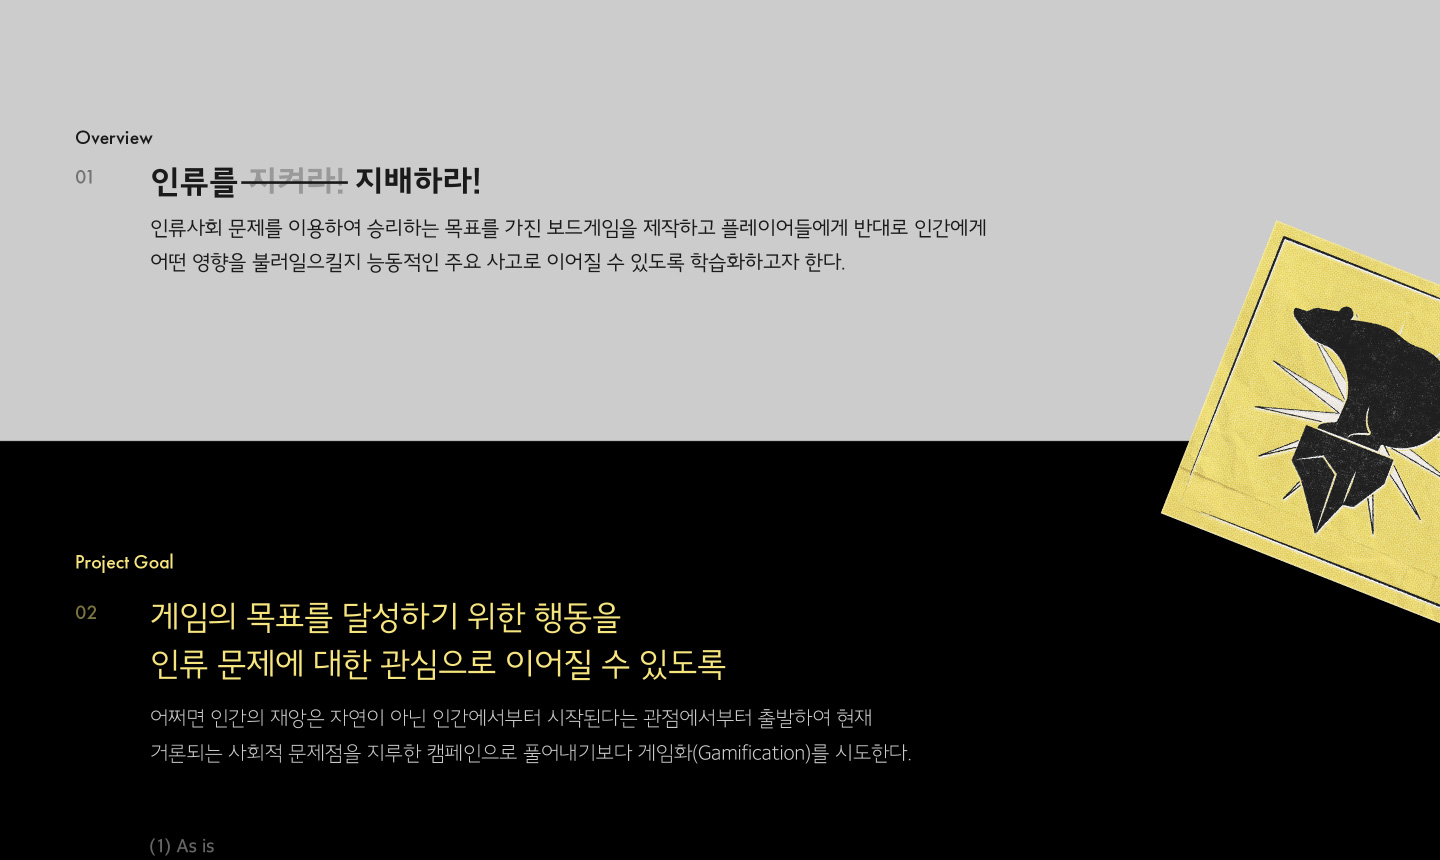 Overview
01
인류를 지켜라! 지배하라!
인류사회 문제를 이용하여 승리하는 목표를 가진 보드게임을 제작하고 플레이어들에게 반대로 인간에게
어떤 영향을 불러일으킬지 능동적인 주요 사고로 이어질 수 있도록 학습화하고자 한다.
Project Goal
02
게임의 목표를 달성하기 위한 행동을
인류 문제에 대한 관심으로 이어질 수 있도록
어쩌면 인간의 재앙은 자연이 아닌 인간에서부터 시작된다는 관점에서부터 출발하여 현재
거론되는 사회적 문제점을 지루한 캠페인으로 풀어내기보다 게임화(Gamification)를 시도한다.
(1) As is